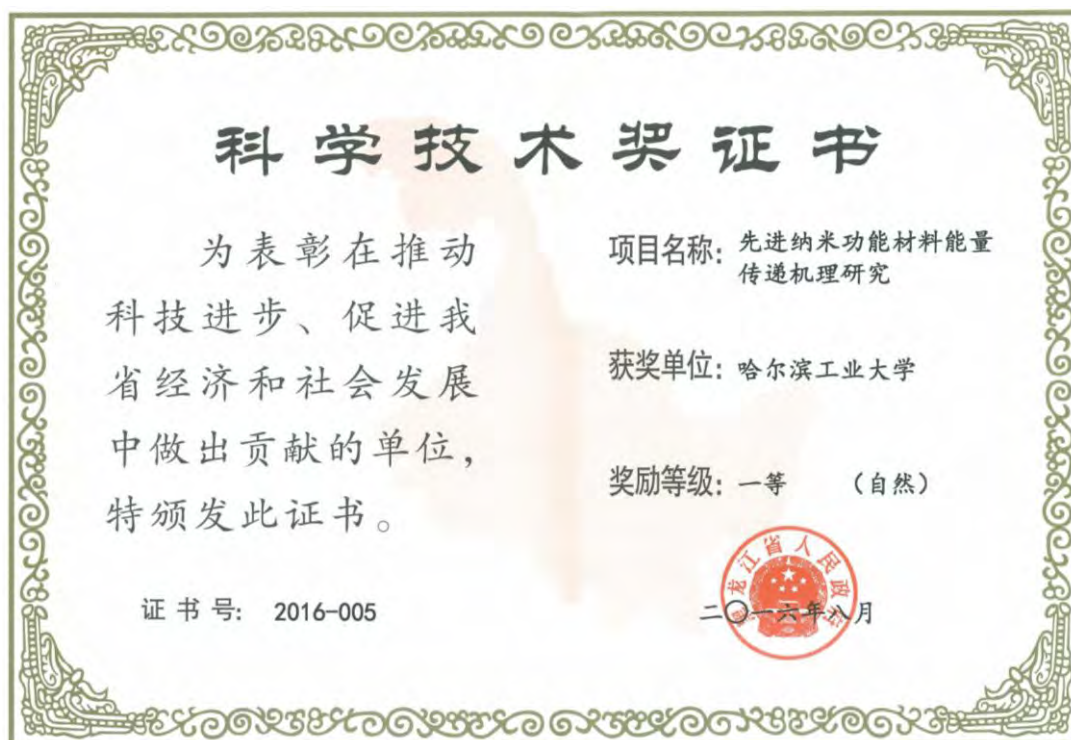 科学技术奖证书
为表彰在推动
科技进步、促进我
省经济和社会发展
中做出贡献的单位，
特颁发此证书。
证书号: 2016-005
项目名称: 先进纳米功能材料能量
传递机理研究
获奖单位: 哈尔滨工业大学
奖励等级: 一等 （自然）
黑龙江省人民政府
二〇一六年八月